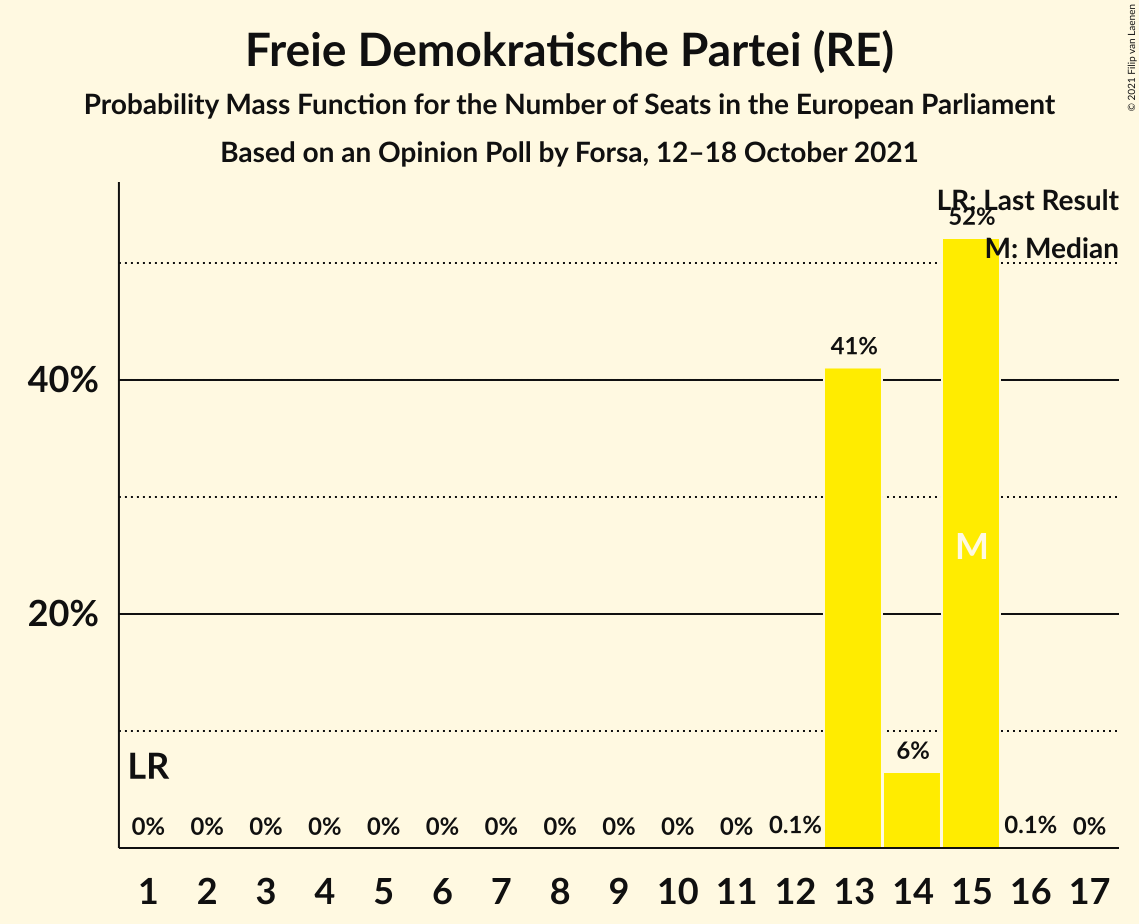 Freie Demokratische Partei (RE)
Probability Mass Function for the Number of Seats in the European Parliament
Based on an Opinion Poll by Forsa, 12–18 October 2021
© 2021 Filip van Laenen
LR: Last Result
52%
M: Median
41%
40%
M
20%
6%
LR
0% 0% 0% 0% 0% 0% 0% 0% 0% 0% 0% 0.1% 0.1% 0%
1 2 3 4 5 6 7 8 9 10 11 12 13 14 15 16 17